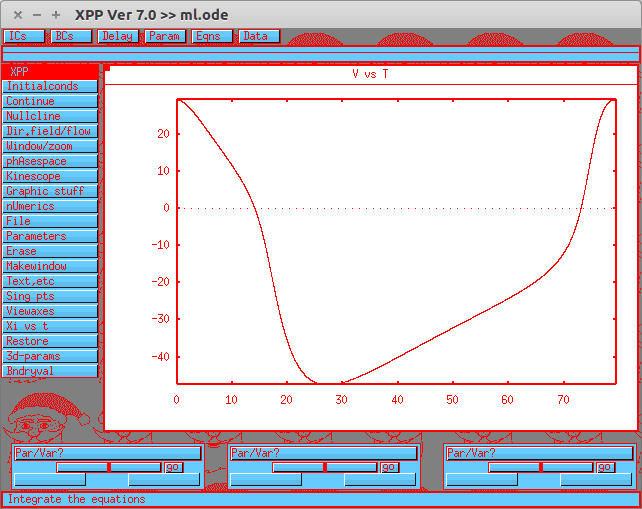 XPP Ver 7.0 >> ml.ode
ICs BCs Delay Param Eqns Data
XPP
V vs T
Initialconds
Continue
Nullcline
Dir.field/flow
Window/zoom
phAsespace
Kinescope
Graphic stuff
nUmerics
File
Parameters
Erase
Makewindow
Text,etc
Sing pts
Viewaxes
Xi vs t
Restore
3d-params
Bndryval
20
10
0
-10
-20
-30
-40
0 10 20 30 40 50 60 70
Par/Var? Par/Var? Par/Var?
go go go
Integrate the equations